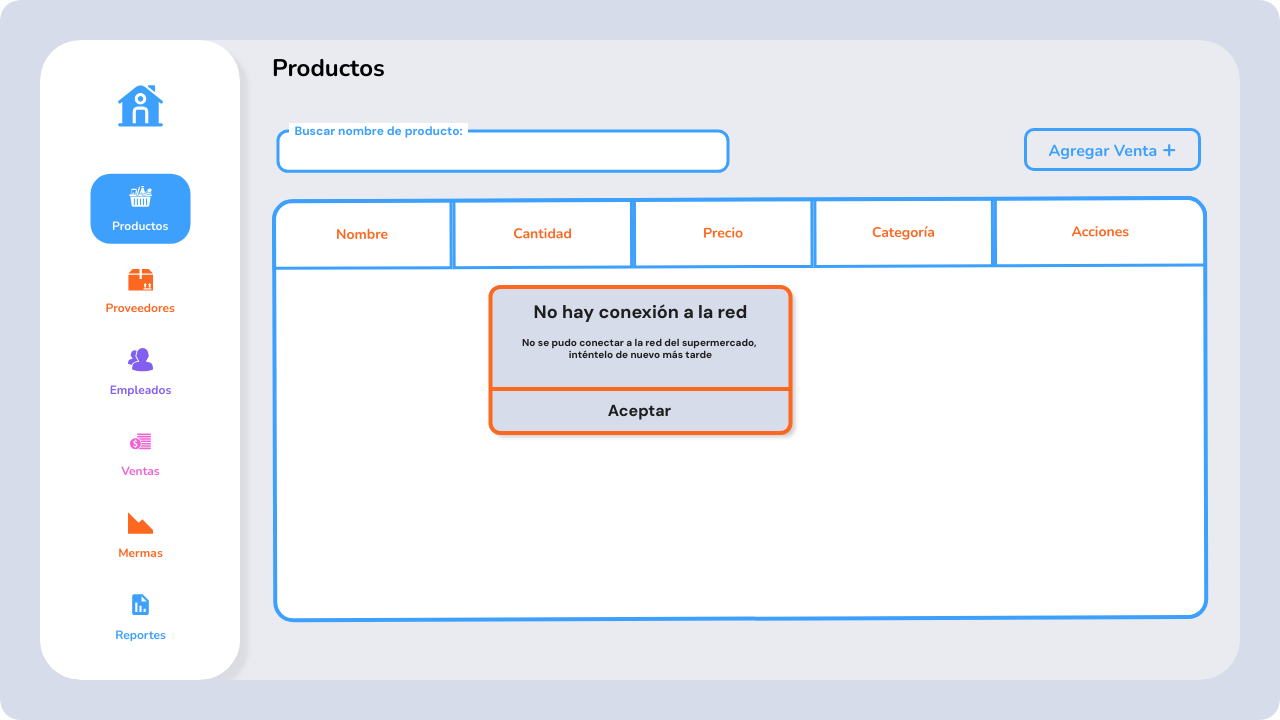 Productos
Buscar nombre de producto:
Agregar Venta +
Productos
Proveedores
Empleados
Ventas
Mermas
Reportes
Nombre
Cantidad
Precio
Categoría
Acciones
No hay conexión a la red
No se pudo conectar a la red del supermercado,
inténtelo de nuevo más tarde
Aceptar